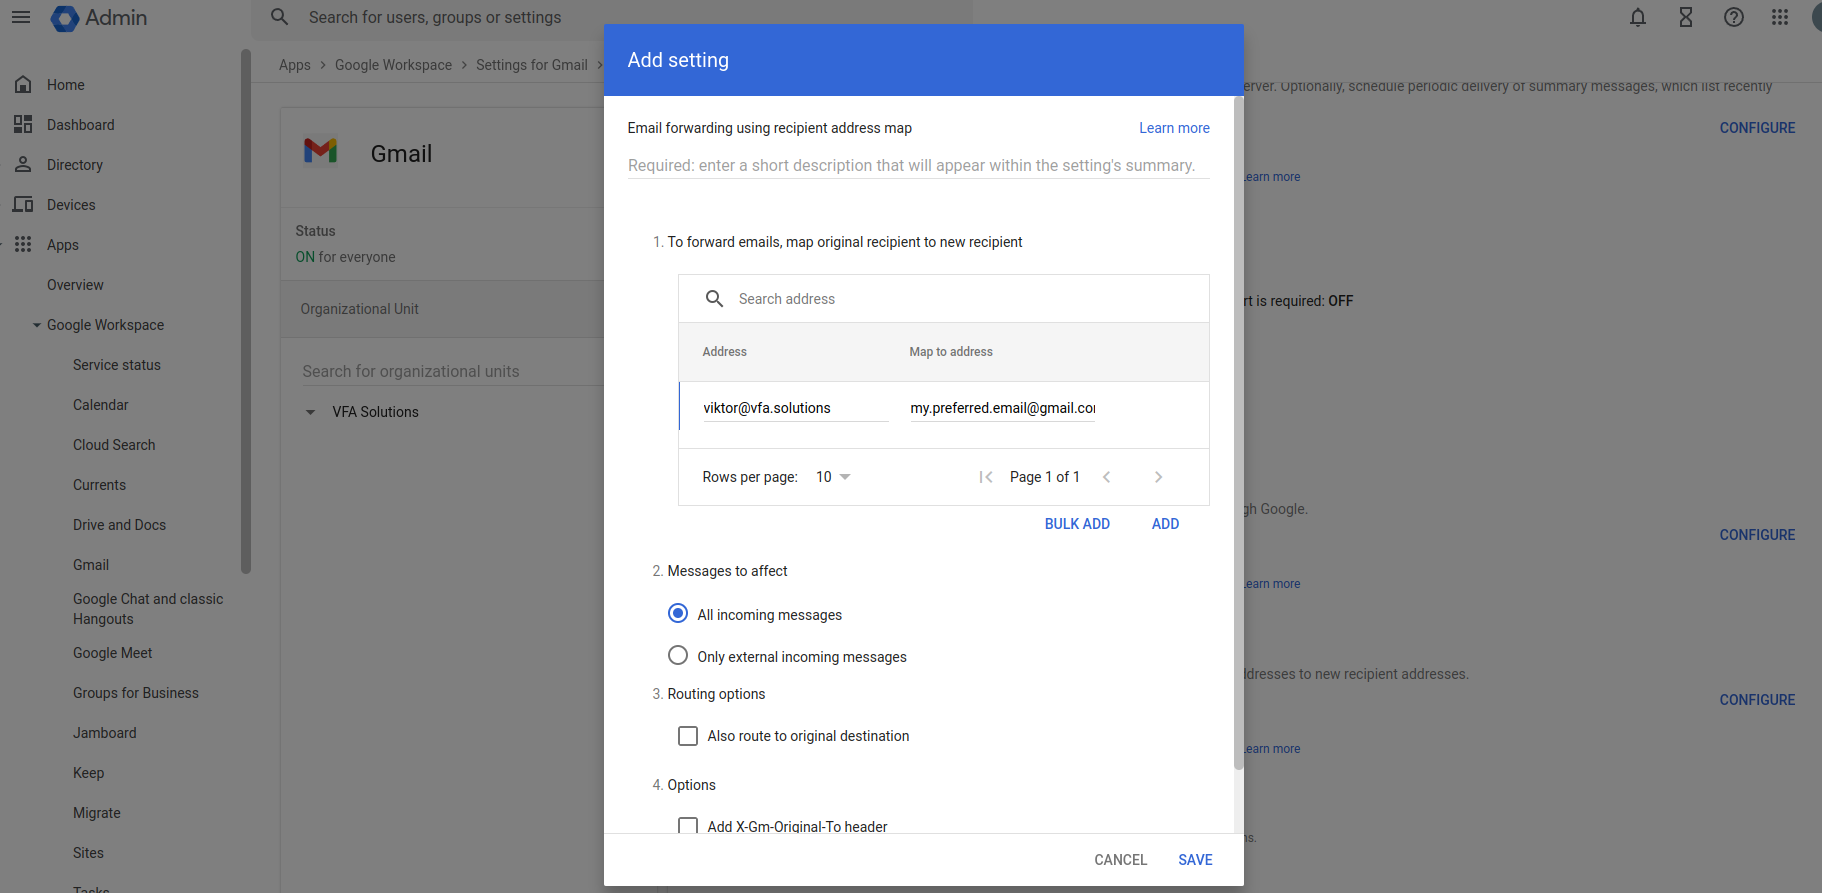 Admin
Search for users, groups or settings
Home
Dashboard
Directory
Devices
Apps
Overview
Google Workspace
Service status
Calendar
Cloud Search
Currents
Drive and Docs
Gmail
Google Chat and classic
Hangouts
Google Meet
Groups for Business
Jamboard
Keep
Migrate
Sites
Tasks
Apps > Google Workspace > Settings for Gmail >
Gmail
Status
ON for everyone
Organizational Unit
Search for organizational units
VFA Solutions
Add setting
Email forwarding using recipient address map
Learn more
Required: enter a short description that will appear within the setting's summary.
1. To forward emails, map original recipient to new recipient
Search address
Address Map to address
viktor@vfa.solutions my.preferred.email@gmail.co
Rows per page: 10 Page 1 of 1
BULK ADD ADD
2. Messages to affect
All incoming messages
Only external incoming messages
3. Routing options
Also route to original destination
4. Options
Add X-Gm-Original-To header
CANCEL SAVE
erver. Optionally, schedule periodic delivery of summary messages, which list recently
CONFIGURE
Learn more
rt is required: OFF
gh Google.
CONFIGURE
Learn more
ddresses to new recipient addresses.
CONFIGURE
Learn more
ns.